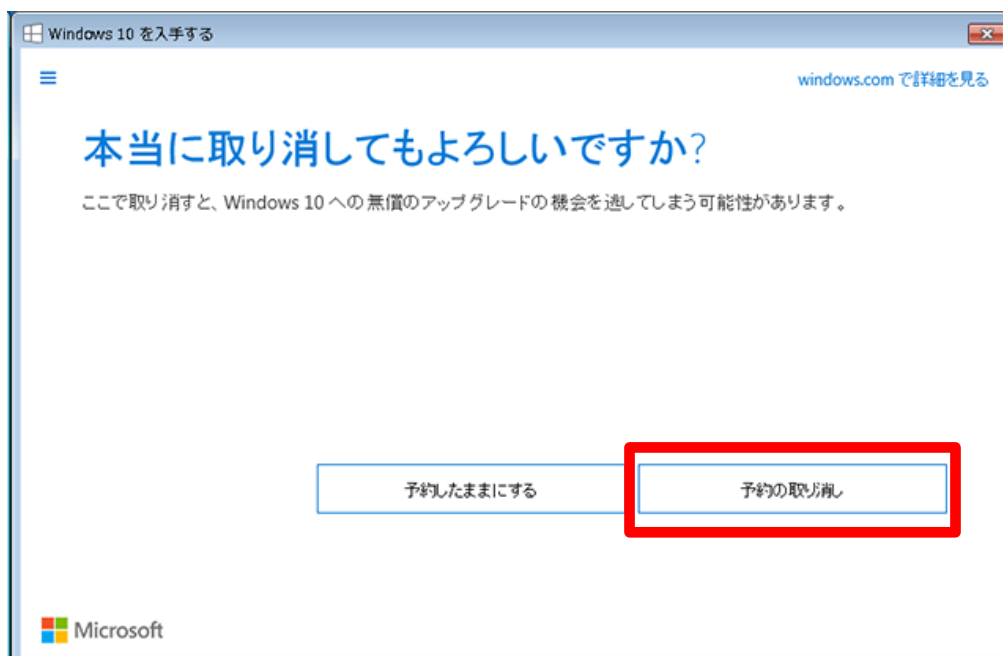 Windows 10 を入手する
windows.com で詳細を見る
本当に取り消してもよろしいですか?
ここで取り消すと、Windows 10 への無償のアップグレードの機会を逃してしまう可能性があります。
予約したままにする
予約の取り消し
Microsoft